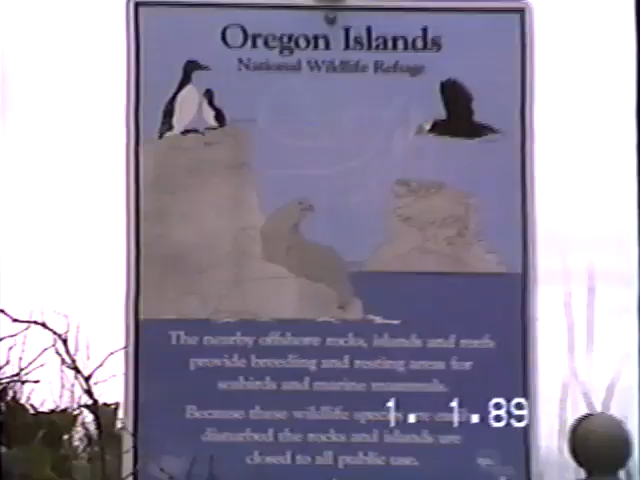 Oregon Islands
National Wildlife Refuge
The nearby offshore rocks, islands and reefs
provide breeding and resting areas for
seabirds and marine mammals.
Because these wildlife species are
disturbed the rocks and islands are
closed to all public use.
1. 1.89